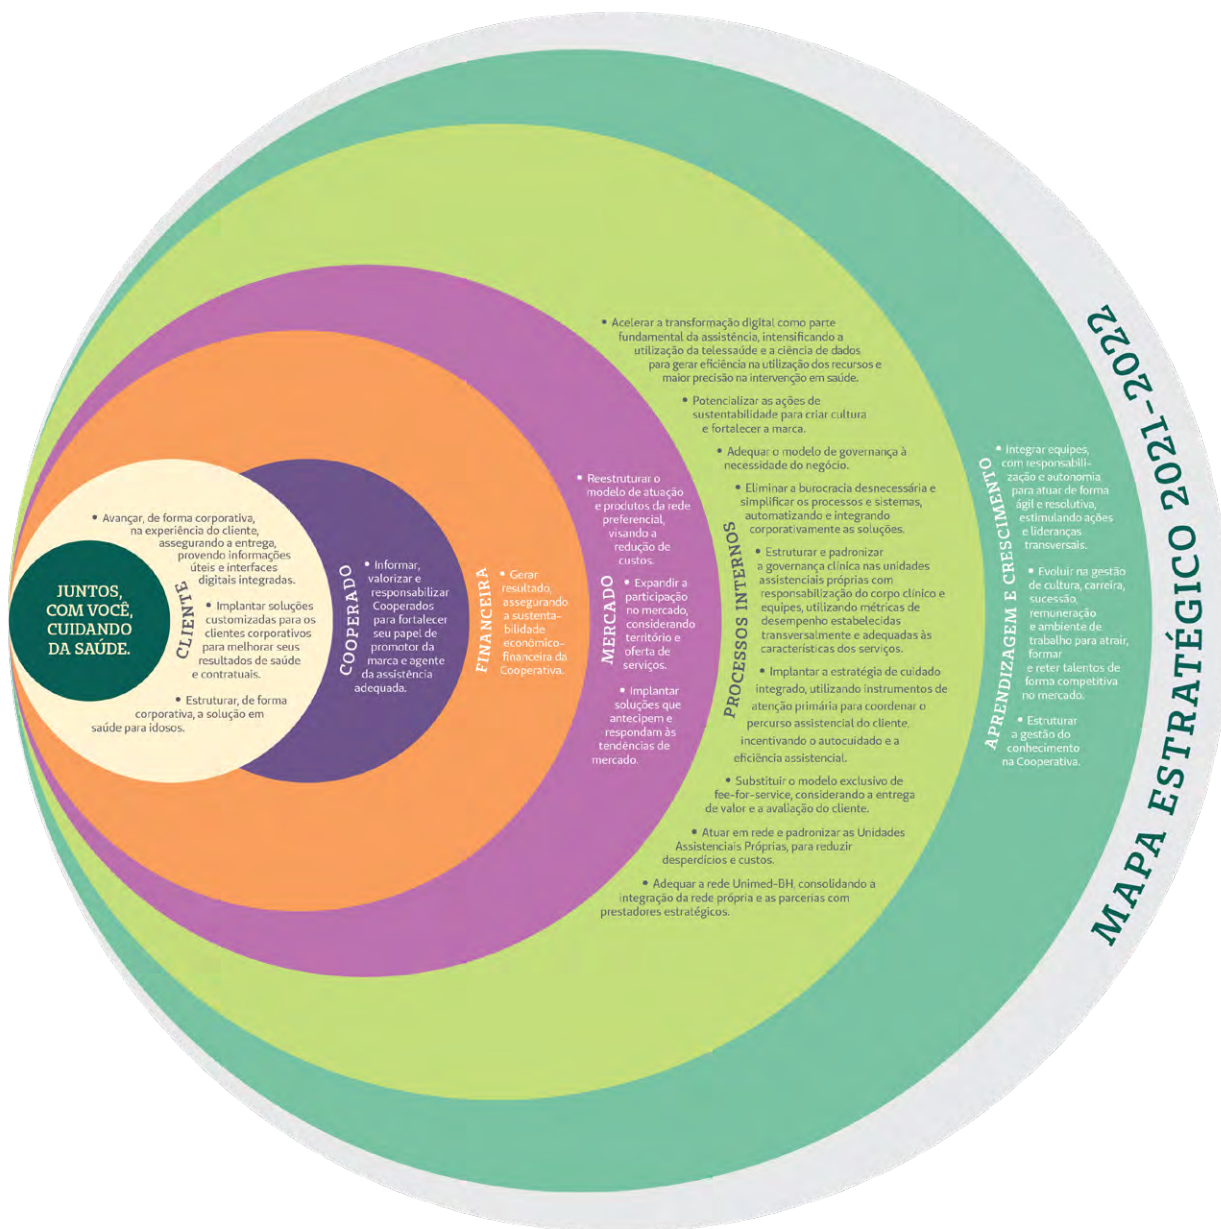 JUNTOS,
COM VOCÊ,
CUIDANDO
DA SAÚDE.
CLIENTE
• Avançar, de forma corporativa,
na experiência do cliente,
assegurando a entrega,
provendo informações
úteis e interfaces
digitais integradas.
• Implantar soluções
customizadas para os
clientes corporativos
para melhorar seus
resultados de saúde
e contratuais.
• Estruturar, de forma
corporativa, a solução em
saúde para idosos.
COOPERADO
• Informar,
valorizar e
responsabilizar
Cooperados
para fortalecer
seu papel de
promotor da
marca e agente
da assistência
adequada.
FINANCEIRA
• Gerar
resultado,
assegurando
a sustenta-
bilidade
econômico-
financeira da
Cooperativa.
MERCADO
• Reestruturar o
modelo de atuação
e produtos da rede
preferencial,
visando a
redução de
custos.
• Expandir a
participação
no mercado,
considerando
território e
oferta de
serviços.
• Implantar
soluções que
antecipem e
respondam às
tendências de
mercado.
PROCESSOS INTERNOS
• Acelerar a transformação digital como parte
fundamental da assistência, intensificando a
utilização da telessaúde e a ciência de dados
para gerar eficiência na utilização dos recursos e
maior precisão na intervenção em saúde.
• Potencializar as ações de
sustentabilidade para criar cultura
e fortalecer a marca.
• Adequar o modelo de governança à
necessidade do negócio.
• Eliminar a burocracia desnecessária e
simplificar os processos e sistemas,
automatizando e integrando
corporativamente as soluções.
• Estruturar e padronizar
a governança clínica nas unidades
assistenciais próprias com
responsabilização do corpo clínico e
equipes, utilizando métricas de
desempenho estabelecidas
transversalmente e adequadas às
características dos serviços.
• Implantar a estratégia de cuidado
integrado, utilizando instrumentos de
atenção primária para coordenar o
percurso assistencial do cliente,
incentivando o autocuidado e a
eficiência assistencial.
• Substituir o modelo exclusivo de
fee-for-service, considerando a entrega
de valor e a avaliação do cliente.
• Atuar em rede e padronizar as Unidades
Assistenciais Próprias, para reduzir
desperdícios e custos.
• Adequar a rede Unimed-BH, consolidando a
integração da rede própria e as parcerias com
prestadores estratégicos.
APRENDIZAGEM E CRESCIMENTO
• Integrar equipes,
com responsabili-
zação e autonomia
para atuar de forma
ágil e resolutiva,
estimulando ações
e lideranças
transversais.
• Evoluir na gestão
de cultura, carreira,
sucessão,
remuneração
e ambiente de
trabalho para atrair,
formar
e reter talentos de
forma competitiva
no mercado.
• Estruturar
a gestão do
conhecimento
na Cooperativa.
MAPA ESTRATÉGICO 2021-2022